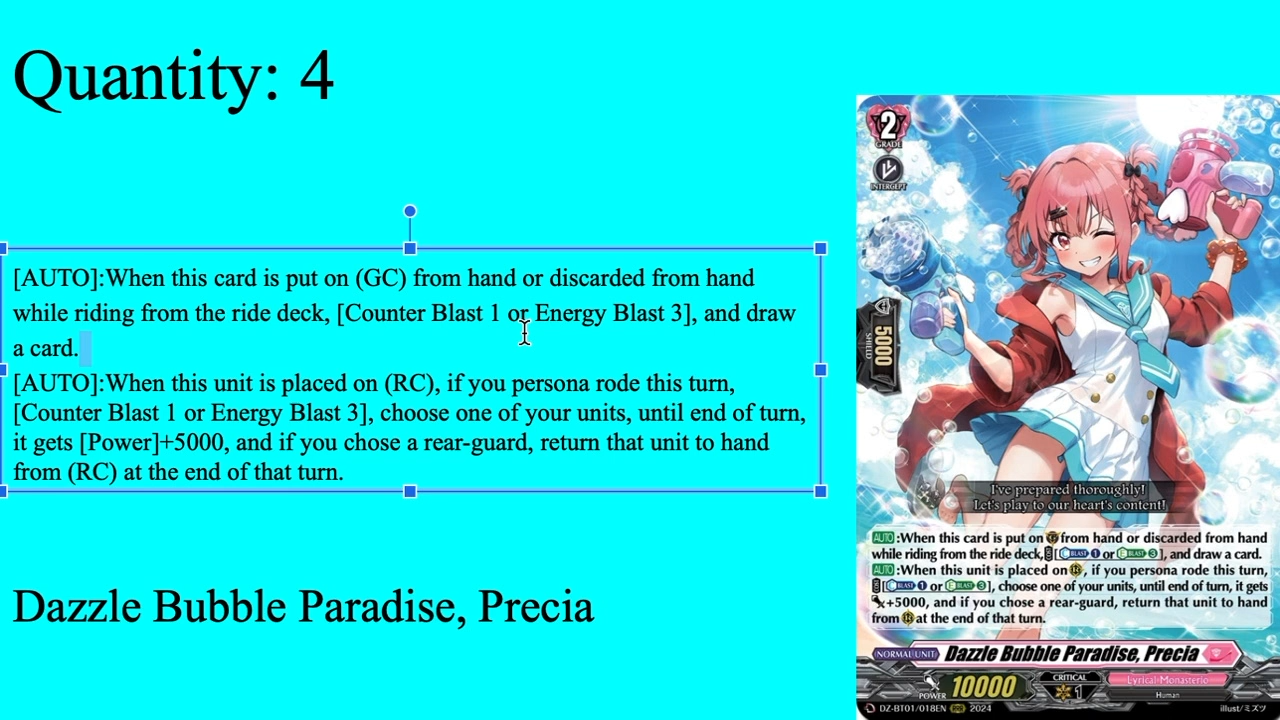 Quantity: 4
[AUTO]:When this card is put on (GC) from hand or discarded from hand
while riding from the ride deck, [Counter Blast 1 or Energy Blast 3], and draw
a card.
[AUTO]:When this unit is placed on (RC), if you persona rode this turn,
[Counter Blast 1 or Energy Blast 3], choose one of your units, until end of turn,
it gets [Power]+5000, and if you chose a rear-guard, return that unit to hand
from (RC) at the end of that turn.
Dazzle Bubble Paradise, Precia
2
GRADE
INTERCEPT
SHIELD
5000
I've prepared thoroughly!
Let's play to our heart's content!
AUTO:When this card is put on from hand or discarded from hand
while riding from the ride deck, [C BLAST 1 or E BLAST 3], and draw a card.
AUTO:When this unit is placed on , if you persona rode this turn,
[C BLAST 1 or E BLAST 3], choose one of your units, until end of turn, it gets
+5000, and if you chose a rear-guard, return that unit to hand
from at the end of that turn.
NORMAL UNIT Dazzle Bubble Paradise, Precia
POWER 10000 CRITICAL 1 Lyrical Monasterio
Human
DZ-BT01/018EN RRR 2024 illust/ミズツ